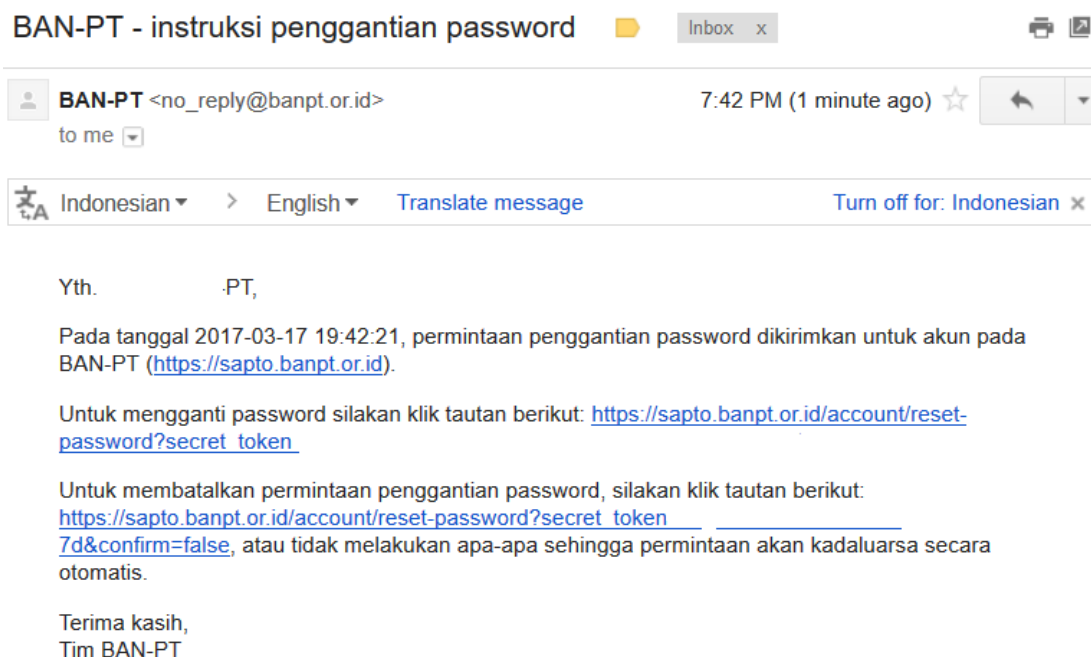 BAN-PT - instruksi penggantian password
Inbox x
BAN-PT <no_reply@banpt.or.id>
7:42 PM (1 minute ago)
to me
Indonesian > English Translate message Turn off for: Indonesian x
Yth. -PT,
Pada tanggal 2017-03-17 19:42:21, permintaan penggantian password dikirimkan untuk akun pada
BAN-PT (https://sapto.banpt.or.id).
Untuk mengganti password silakan klik tautan berikut: https://sapto.banpt.or.id/account/reset-
password?secret_token
Untuk membatalkan permintaan penggantian password, silakan klik tautan berikut:
https://sapto.banpt.or.id/account/reset-password?secret_token
7d&confirm=false, atau tidak melakukan apa-apa sehingga permintaan akan kadaluarsa secara
otomatis.
Terima kasih,
Tim BAN-PT